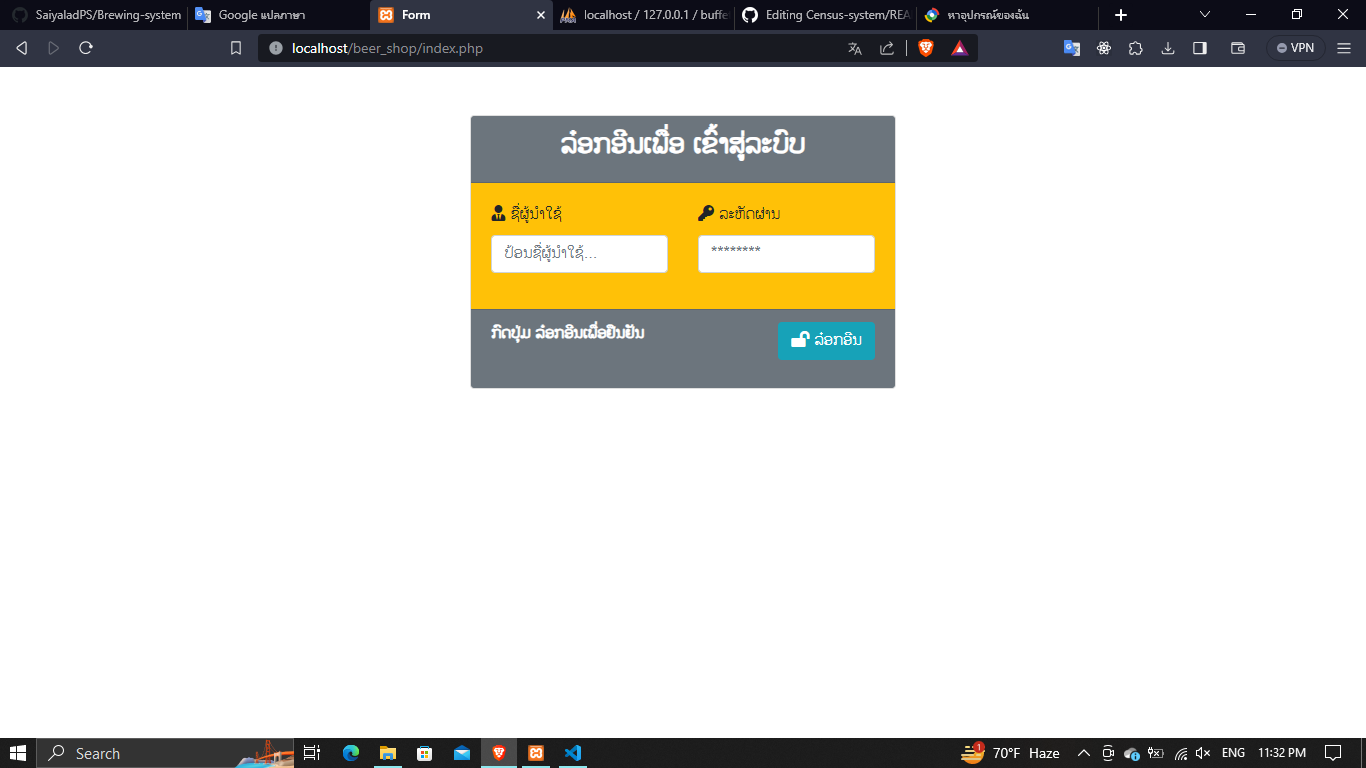 SaiyaladPS/Brewing-system
Google แปลภาษา
Form
localhost / 127.0.0.1 / buffe
Editing Census-system/REA
หาอุปกรณ์ของฉัน
localhost/beer_shop/index.php
VPN
ລ໋ອກອິນເພື່ອ ເຂົ້າສູ່ລະບົບ
ຊື່ຜູ້ນຳໃຊ້
ລະຫັດຜ່ານ
ປ້ອນຊື່ຜູ້ນຳໃຊ້...
********
ກົດປຸ່ມ ລ໋ອກອິນເພື່ອຢືນຢັນ
ລ໋ອກອິນ
Search
1
70°F Haze
ENG
11:32 PM